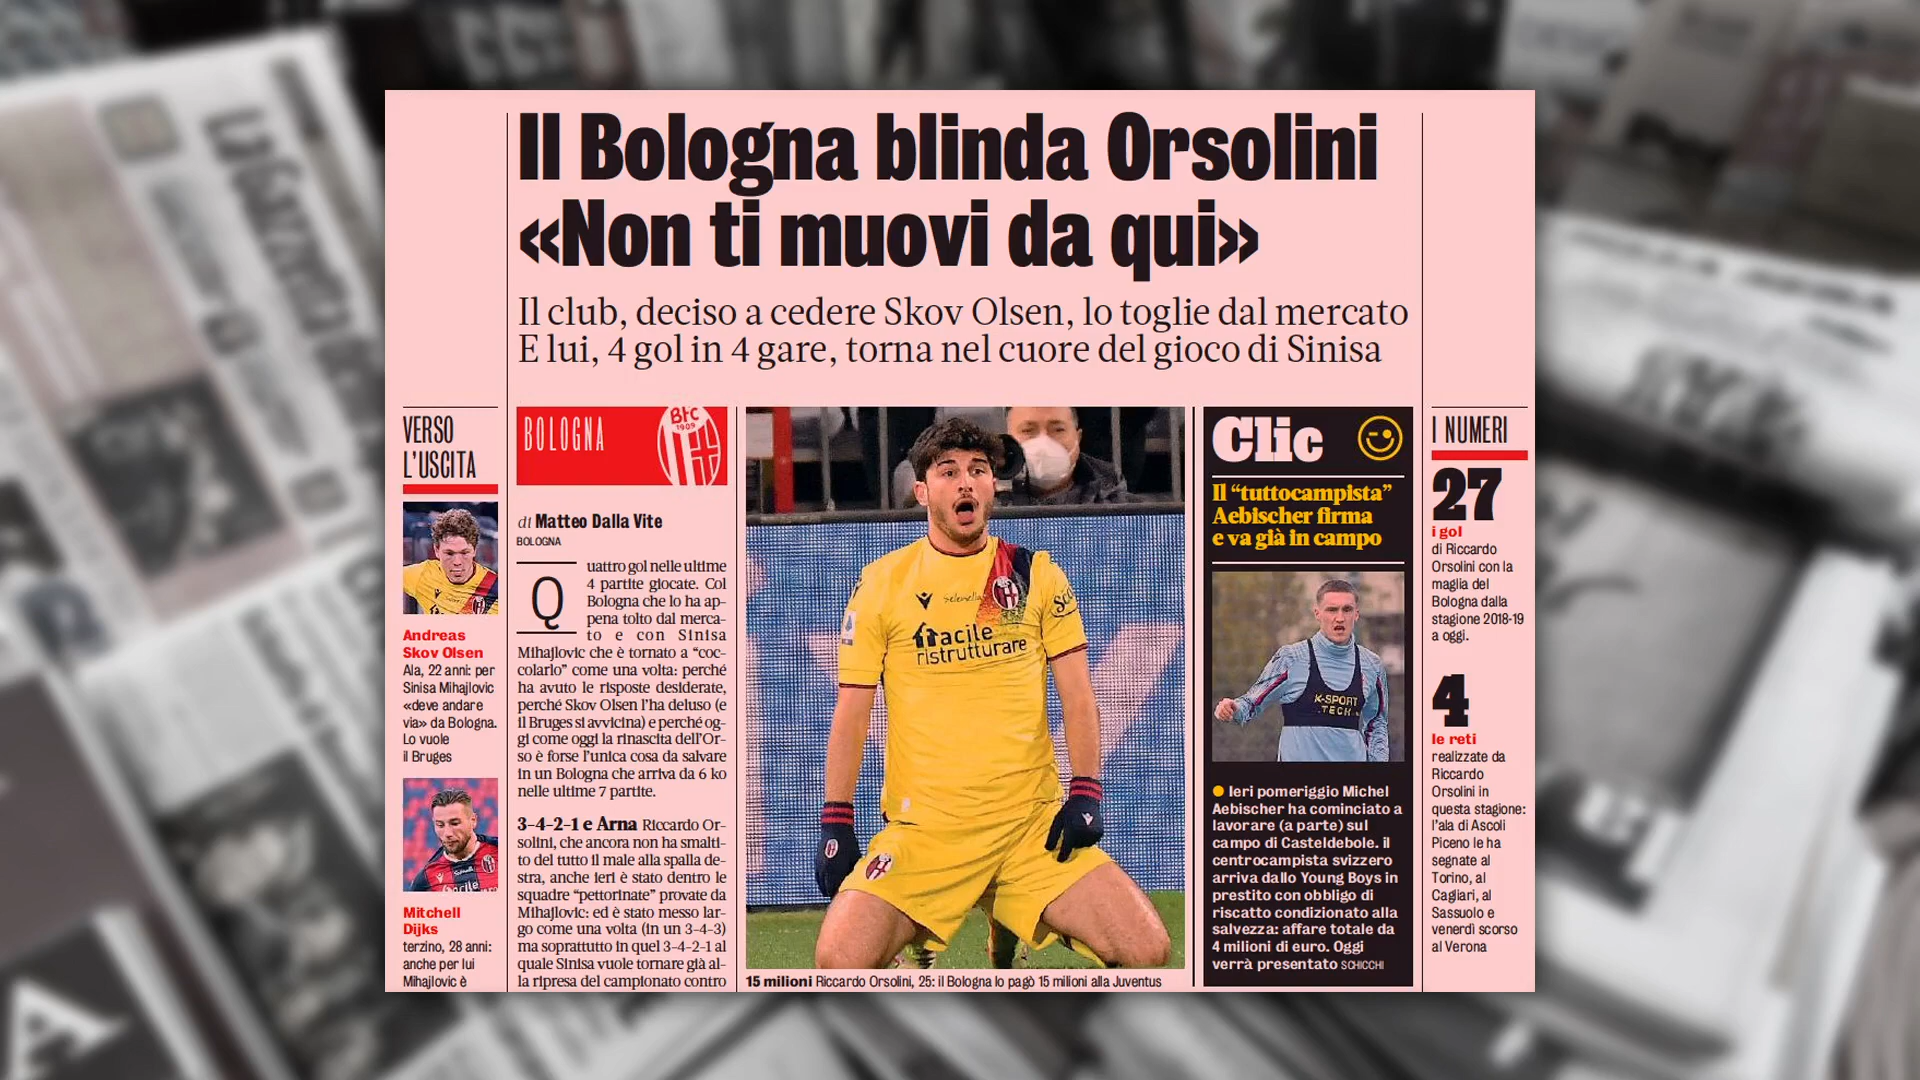 Il Bologna blinda Orsolini
«Non ti muovi da qui»
Il club, deciso a cedere Skov Olsen, lo toglie dal mercato
E lui, 4 gol in 4 gare, torna nel cuore del gioco di Sinisa
VERSO
L'USCITA
Andreas
Skov Olsen
Ala, 22 anni: per
Sinisa Mihajlovic
«deve andare
via» da Bologna.
Lo vuole
il Bruges
Mitchell
Dijks
terzino, 28 anni:
anche per lui
Mihajlovic è
BOLOGNA
Bfc
1909
di Matteo Dalla Vite
BOLOGNA
Quattro gol nelle ultime
4 partite giocate. Col
Bologna che lo ha ap-
pena tolto dal merca-
to e con Sinisa
Mihajlovic che è tornato a “coc-
colarlo” come una volta: perché
ha avuto le risposte desiderate,
perché Skov Olsen l'ha deluso (e
il Bruges si avvicina) e perché og-
gi come oggi la rinascita dell'Or-
so è forse l'unica cosa da salvare
in un Bologna che arriva da 6 ko
nelle ultime 7 partite.
3-4-2-1 e Arna Riccardo Or-
solini, che ancora non ha smalti-
to del tutto il male alla spalla de-
stra, anche ieri è stato dentro le
squadre “pettorinate” provate da
Mihajlovic: ed è stato messo lar-
go come una volta (in un 3-4-3)
ma soprattutto in quel 3-4-2-1 al
quale Sinisa vuole tornare già al-
la ripresa del campionato contro
selenella
facile
ristrutturare
15 milioni Riccardo Orsolini, 25: il Bologna lo pagò 15 milioni alla Juventus
Clic
Il “tuttocampista”
Aebischer firma
e va già in campo
K-SPORT
TECH
Ieri pomeriggio Michel
Aebischer ha cominciato a
lavorare (a parte) sul
campo di Casteldebole. il
centrocampista svizzero
arriva dallo Young Boys in
prestito con obbligo di
riscatto condizionato alla
salvezza: affare totale da
4 milioni di euro. Oggi
verrà presentato SCHICCHI
I NUMERI
27
i gol
di Riccardo
Orsolini con la
maglia del
Bologna dalla
stagione 2018-19
a oggi.
4
le reti
realizzate da
Riccardo
Orsolini in
questa stagione:
l'ala di Ascoli
Piceno le ha
segnate al
Torino, al
Cagliari, al
Sassuolo e
venerdì scorso
al Verona